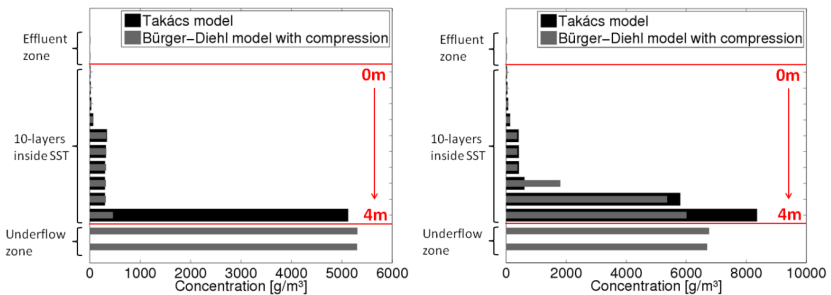 Takács model
Bürger–Diehl model with compression
Effluent
zone
0m
10-layers
inside SST
4m
Underflow
zone
0 1000 2000 3000 4000 5000 6000
Concentration [g/m³]
Takács model
Bürger–Diehl model with compression
Effluent
zone
0m
10-layers
inside SST
4m
Underflow
zone
0 2000 4000 6000 8000 10000
Concentration [g/m³]